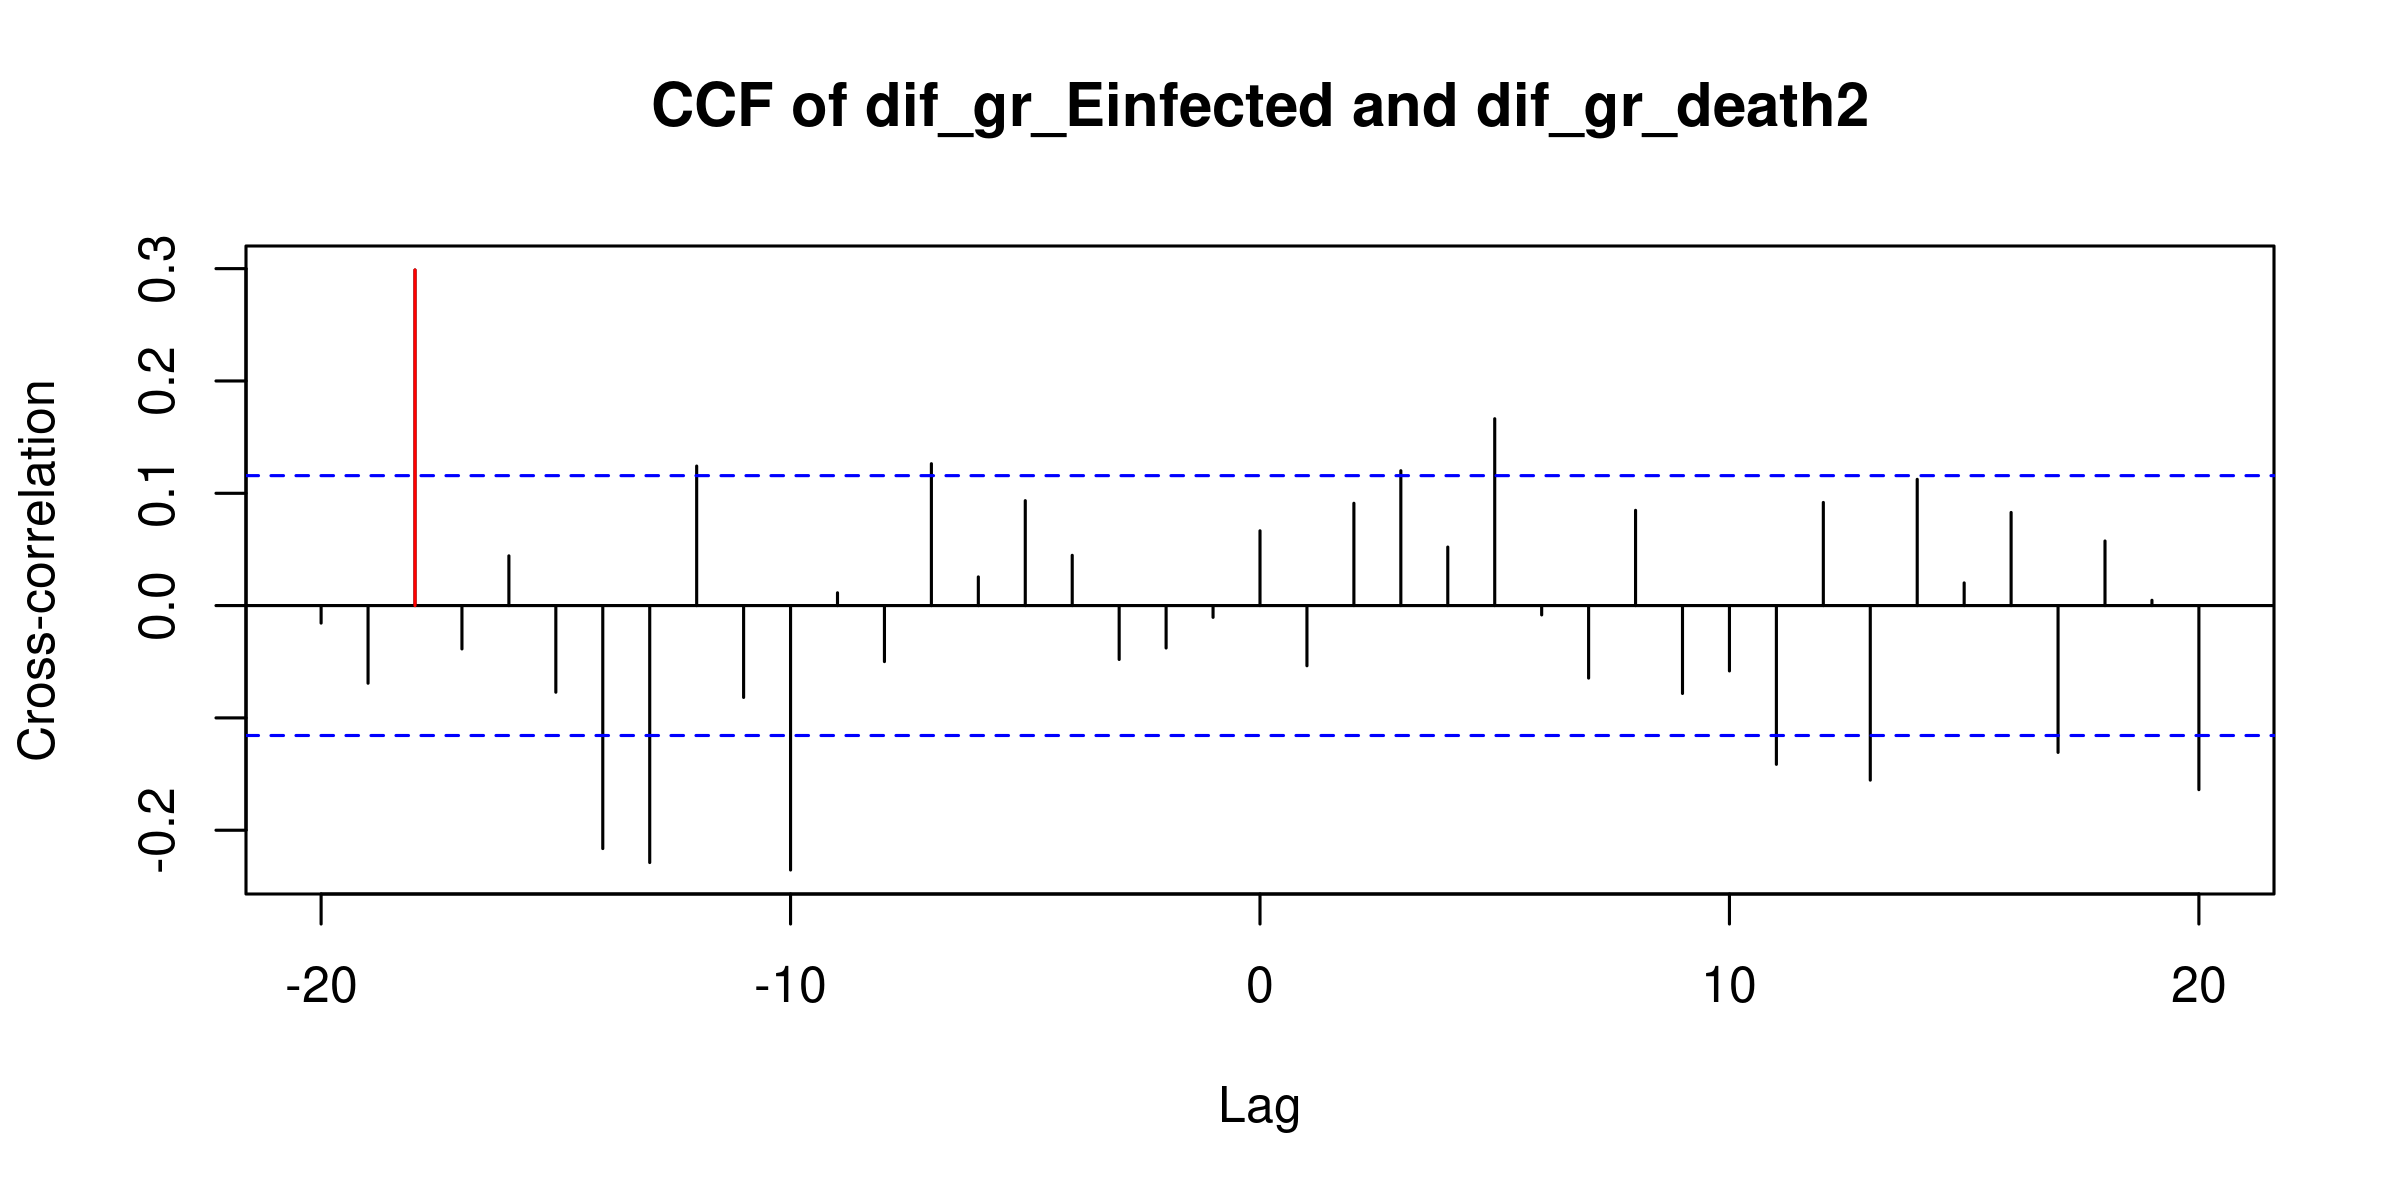 CCF of dif_gr_Einfected and dif_gr_death2
Cross-correlation
0.3
0.2
0.1
0.0
-0.2
-20 -10 0 10 20
Lag